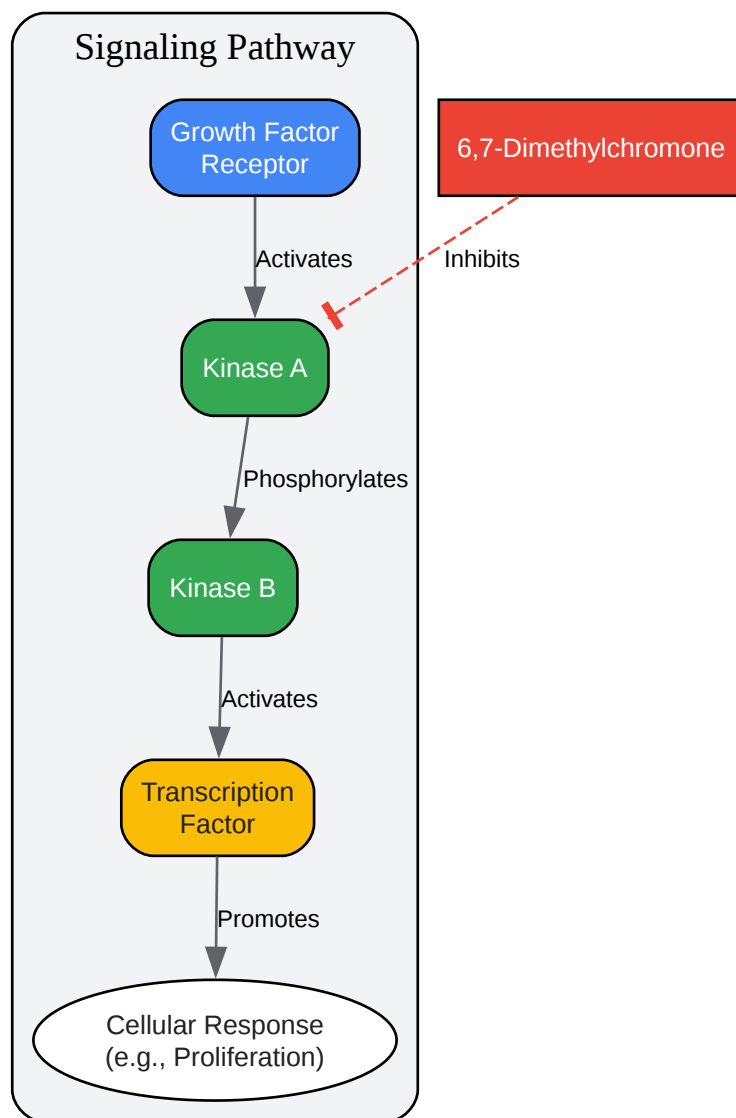 Signaling Pathway
Growth Factor
Receptor
6,7-Dimethylchromone
Activates
Inhibits
Kinase A
Phosphorylates
Kinase B
Activates
Transcription
Factor
Promotes
Cellular Response
(e.g., Proliferation)